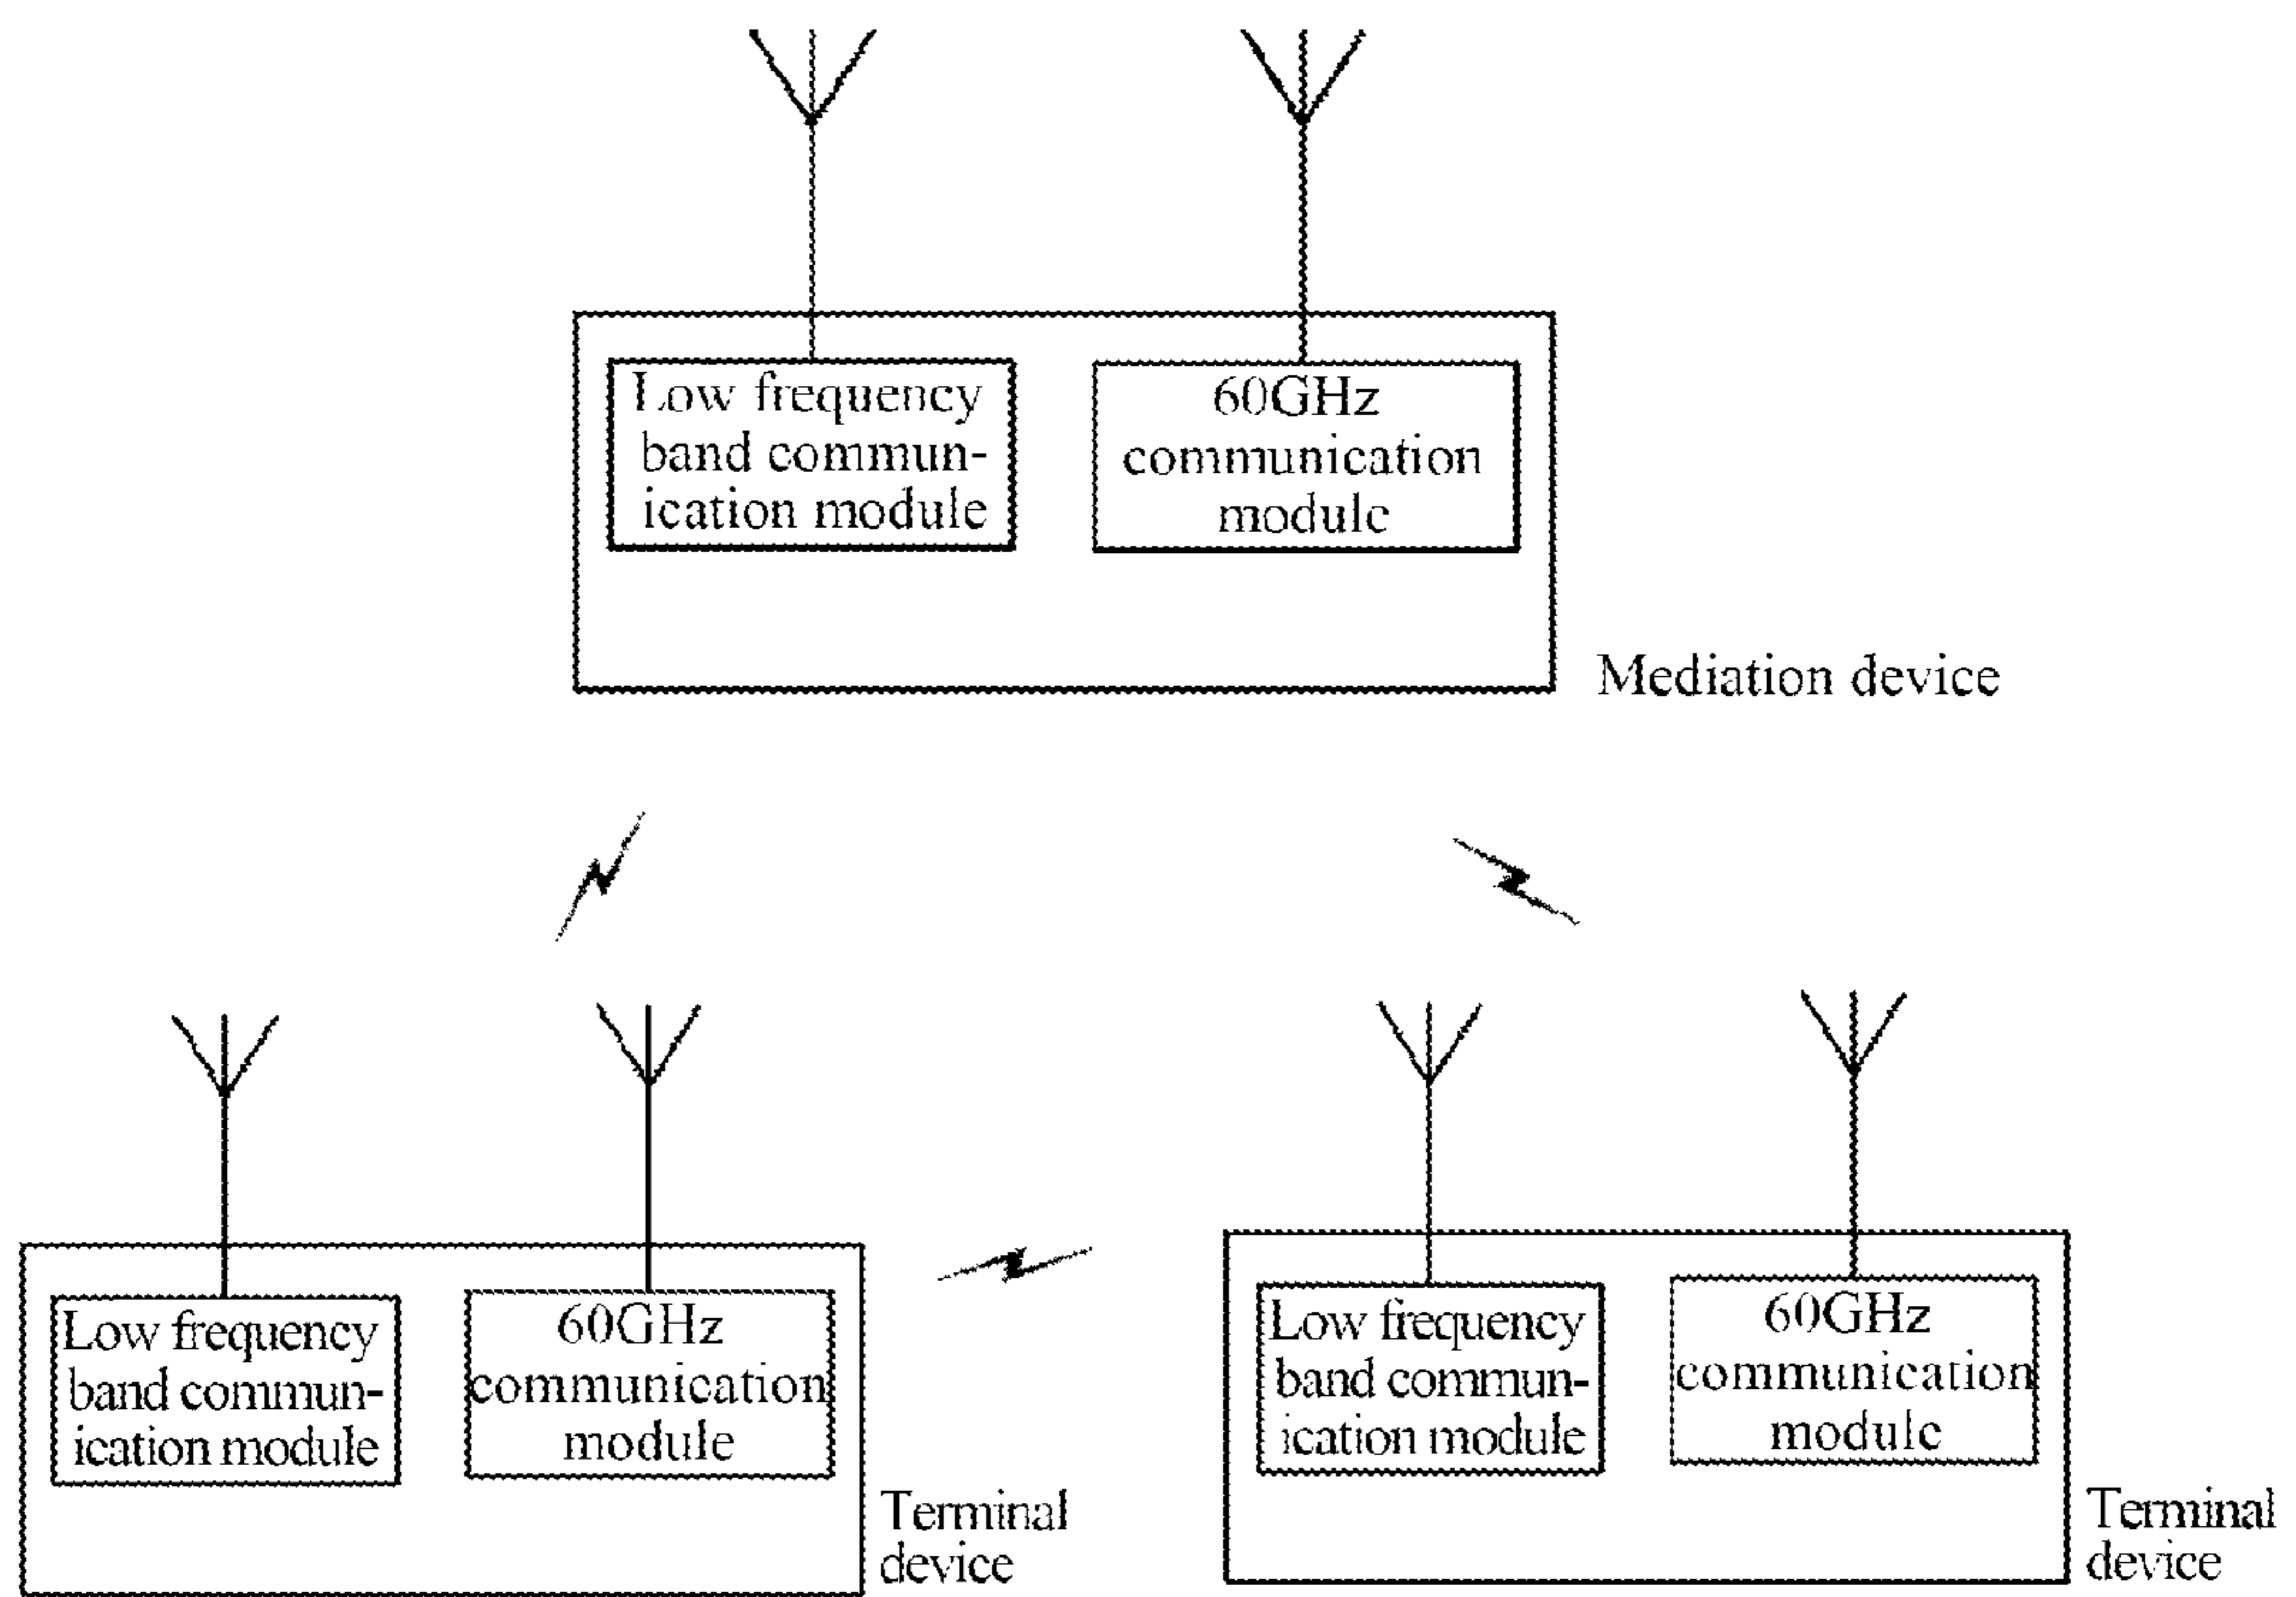 Low frequency
band commun-
ication module
60GHz
communication
module
Mediation device
Low frequency
band commun-
ication module
60GHz
communication
module
Terminal
device
Low frequency
band commun-
ication module
60GHz
communication
module
Terminal
device